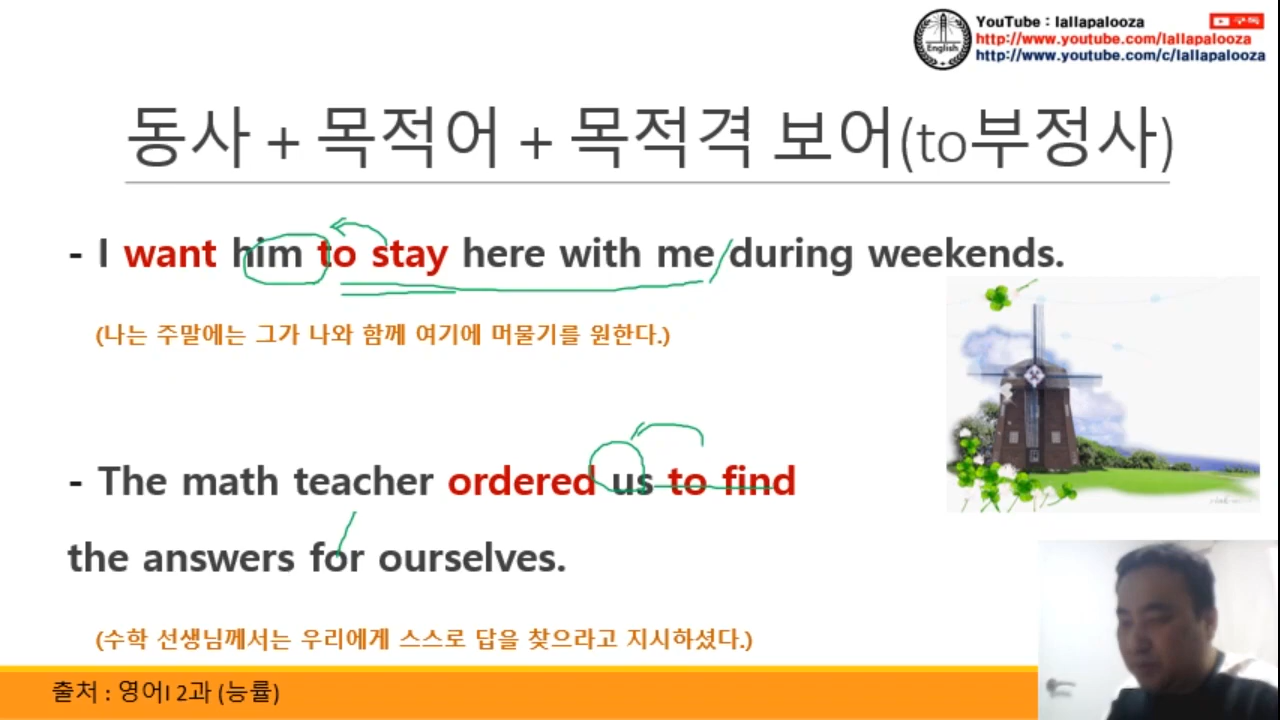 YouTube : lallapalooza
구독
http://www.youtube.com/lallapalooza
http://www.youtube.com/c/lallapalooza
English
동사 + 목적어 + 목적격 보어(to부정사)
- I want him to stay here with me during weekends.
(나는 주말에는 그가 나와 함께 여기에 머물기를 원한다.)
- The math teacher ordered us to find
the answers for ourselves.
(수학 선생님께서는 우리에게 스스로 답을 찾으라고 지시하셨다.)
출처 : 영어I 2과 (능률)